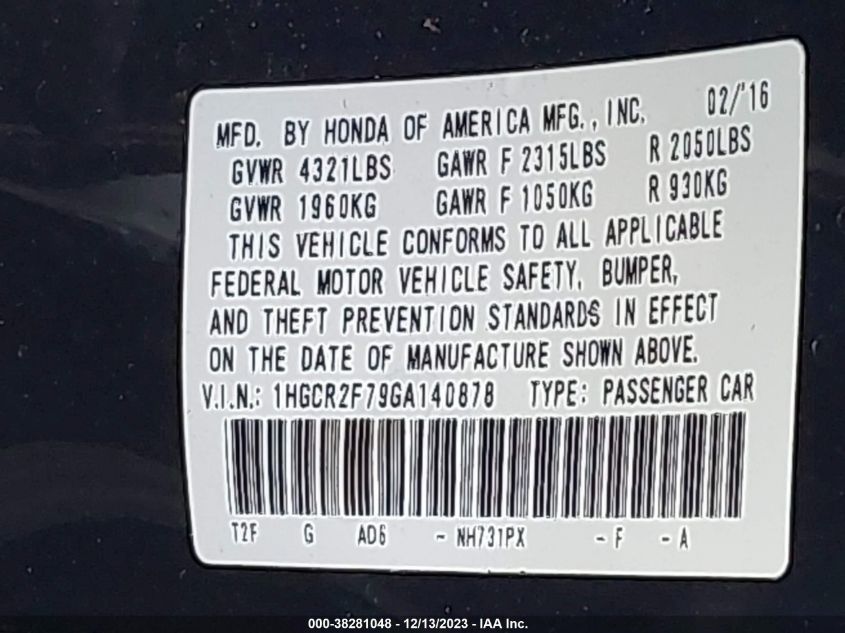 MFD. BY HONDA OF AMERICA MFG., INC. 02/'16
GVWR 4321LBS GAWR F 2315LBS R 2050LBS
GVWR 1960KG GAWR F 1050KG R 930KG
THIS VEHICLE CONFORMS TO ALL APPLICABLE
FEDERAL MOTOR VEHICLE SAFETY, BUMPER,
AND THEFT PREVENTION STANDARDS IN EFFECT
ON THE DATE OF MANUFACTURE SHOWN ABOVE.
V.I.N.: 1HGCR2F79GA140878 TYPE: PASSENGER CAR
T2F G AD6 - NH731PX - F - A
000-38281048 - 12/13/2023 - IAA Inc.